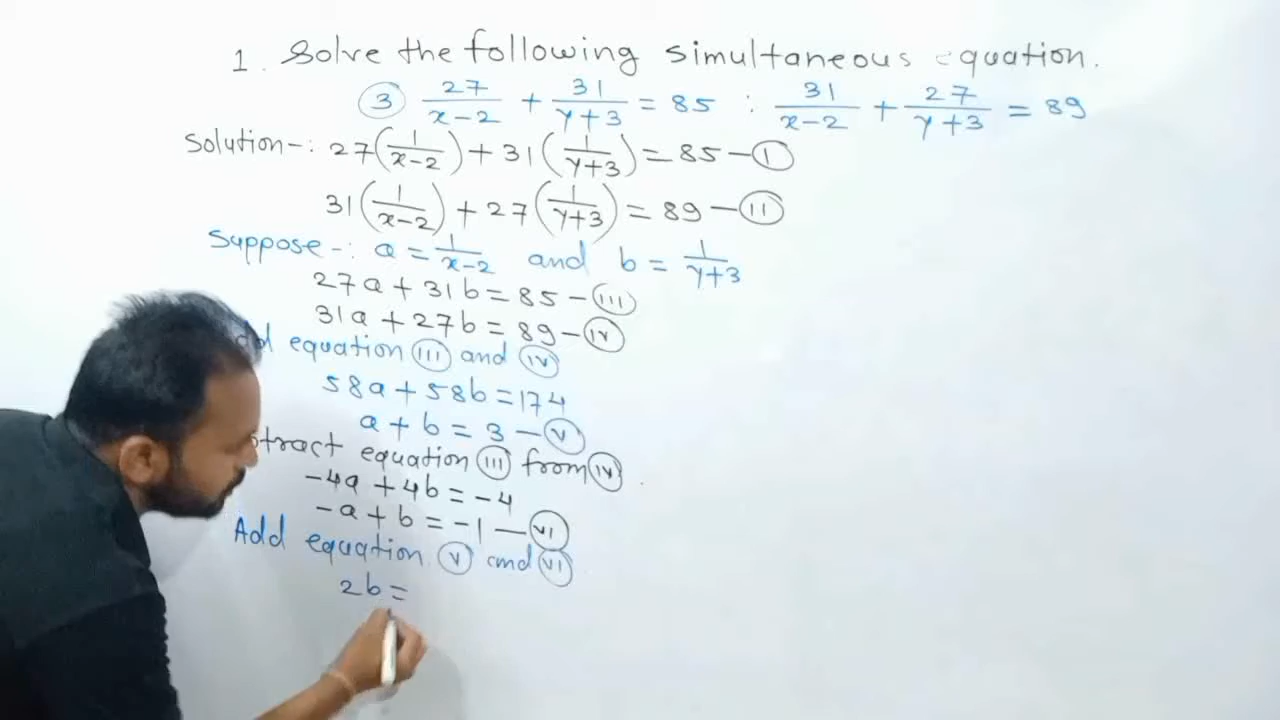 1. Solve the following simultaneous equation.
③ 27/(x-2) + 31/(y+3) = 85 : 31/(x-2) + 27/(y+3) = 89
Solution-: 27(1/(x-2)) + 31(1/(y+3)) = 85 - Ⓘ
31(1/(x-2)) + 27(1/(y+3)) = 89 - (II)
Suppose-: a = 1/(x-2) and b = 1/(y+3)
27a + 31b = 85 - (III)
31a + 27b = 89 - (IV)
equation (III) and (IV)
58a + 58b = 174
a + b = 3 - (V)
equation (III) from (IV)
-4a + 4b = -4
-a + b = -1 - (VI)
Add equation (V) and (VI)
2b =